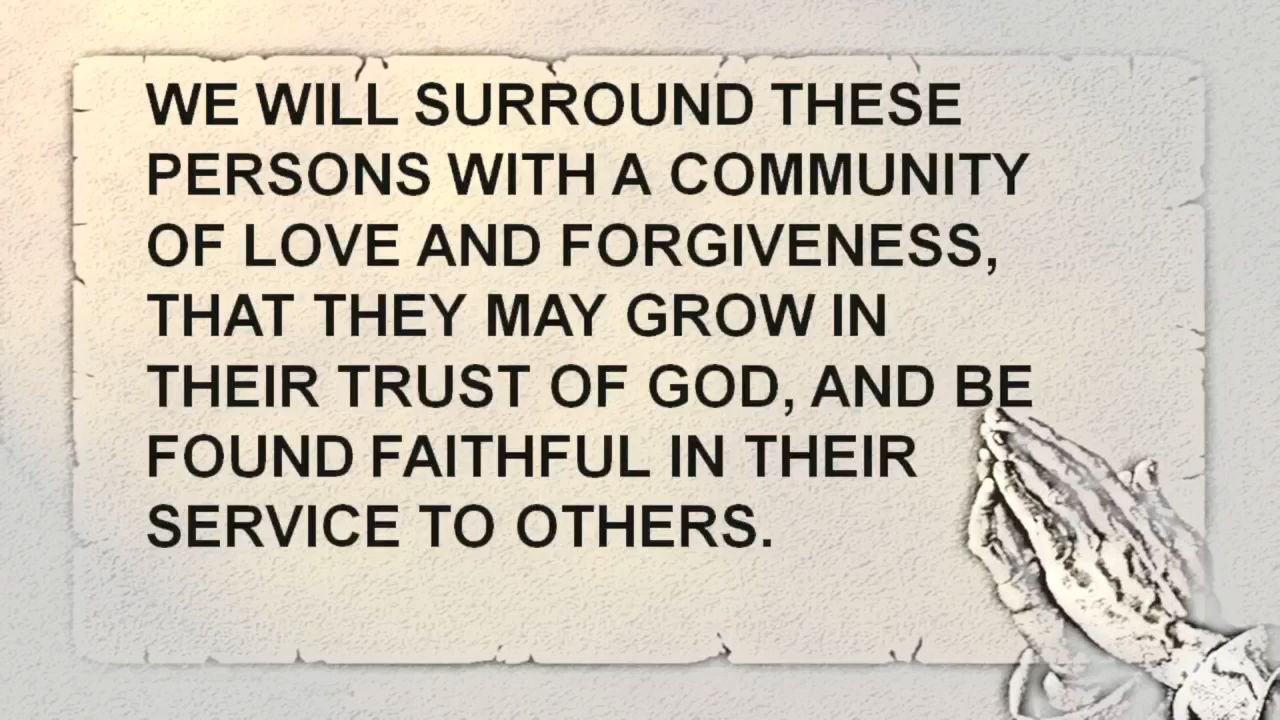 WE WILL SURROUND THESE
PERSONS WITH A COMMUNITY
OF LOVE AND FORGIVENESS,
THAT THEY MAY GROW IN
THEIR TRUST OF GOD, AND BE
FOUND FAITHFUL IN THEIR
SERVICE TO OTHERS.